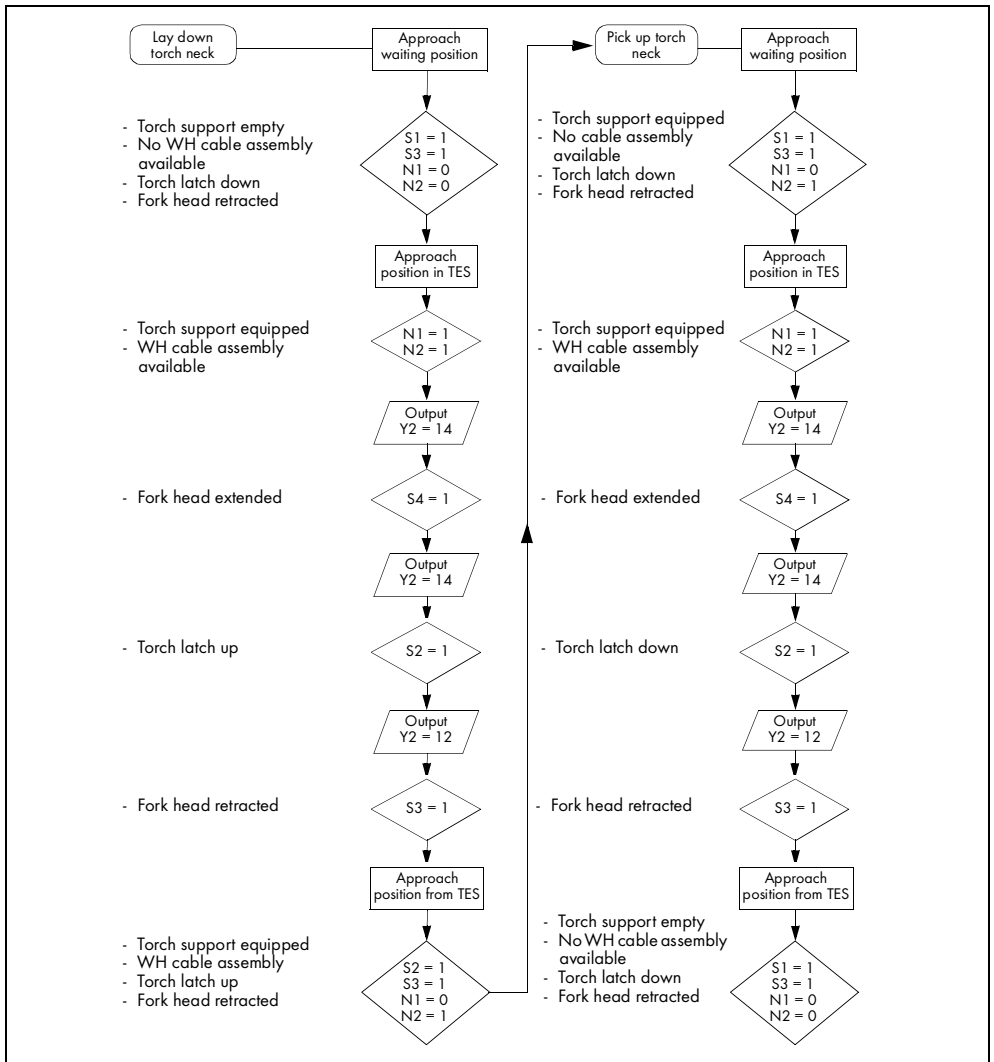 Lay down
torch neck
Approach
waiting position
- Torch support empty
- No WH cable assembly
available
- Torch latch down
- Fork head retracted
S1 = 1
S3 = 1
N1 = 0
N2 = 0
Approach
position in TES
- Torch support equipped
- WH cable assembly
available
N1 = 1
N2 = 1
Output
Y2 = 14
- Fork head extended
S4 = 1
Output
Y2 = 14
- Torch latch up
S2 = 1
Output
Y2 = 12
- Fork head retracted
S3 = 1
Approach
position from TES
- Torch support equipped
- WH cable assembly
- Torch latch up
- Fork head retracted
S2 = 1
S3 = 1
N1 = 0
N2 = 1
Pick up torch
neck
Approach
waiting position
- Torch support equipped
- No cable assembly
available
- Torch latch down
- Fork head retracted
S1 = 1
S3 = 1
N1 = 0
N2 = 1
Approach
position in TES
- Torch support equipped
- WH cable assembly
available
N1 = 1
N2 = 1
Output
Y2 = 14
- Fork head extended
S4 = 1
Output
Y2 = 14
- Torch latch down
S2 = 1
Output
Y2 = 12
- Fork head retracted
S3 = 1
Approach
position from TES
- Torch support empty
- No WH cable assembly
available
- Torch latch down
- Fork head retracted
S1 = 1
S3 = 1
N1 = 0
N2 = 0